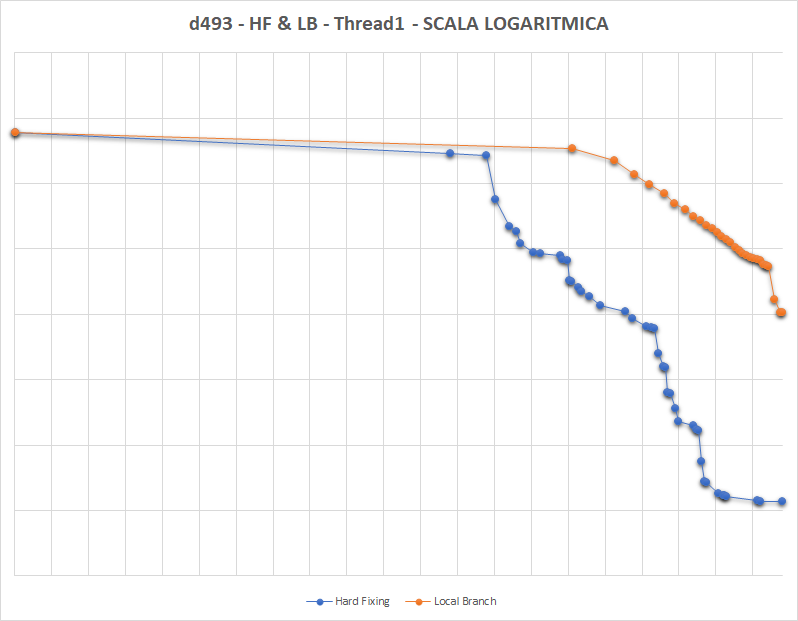 d493 - HF & LB - Thread1 - SCALA LOGARITMICA
Hard Fixing
Local Branch